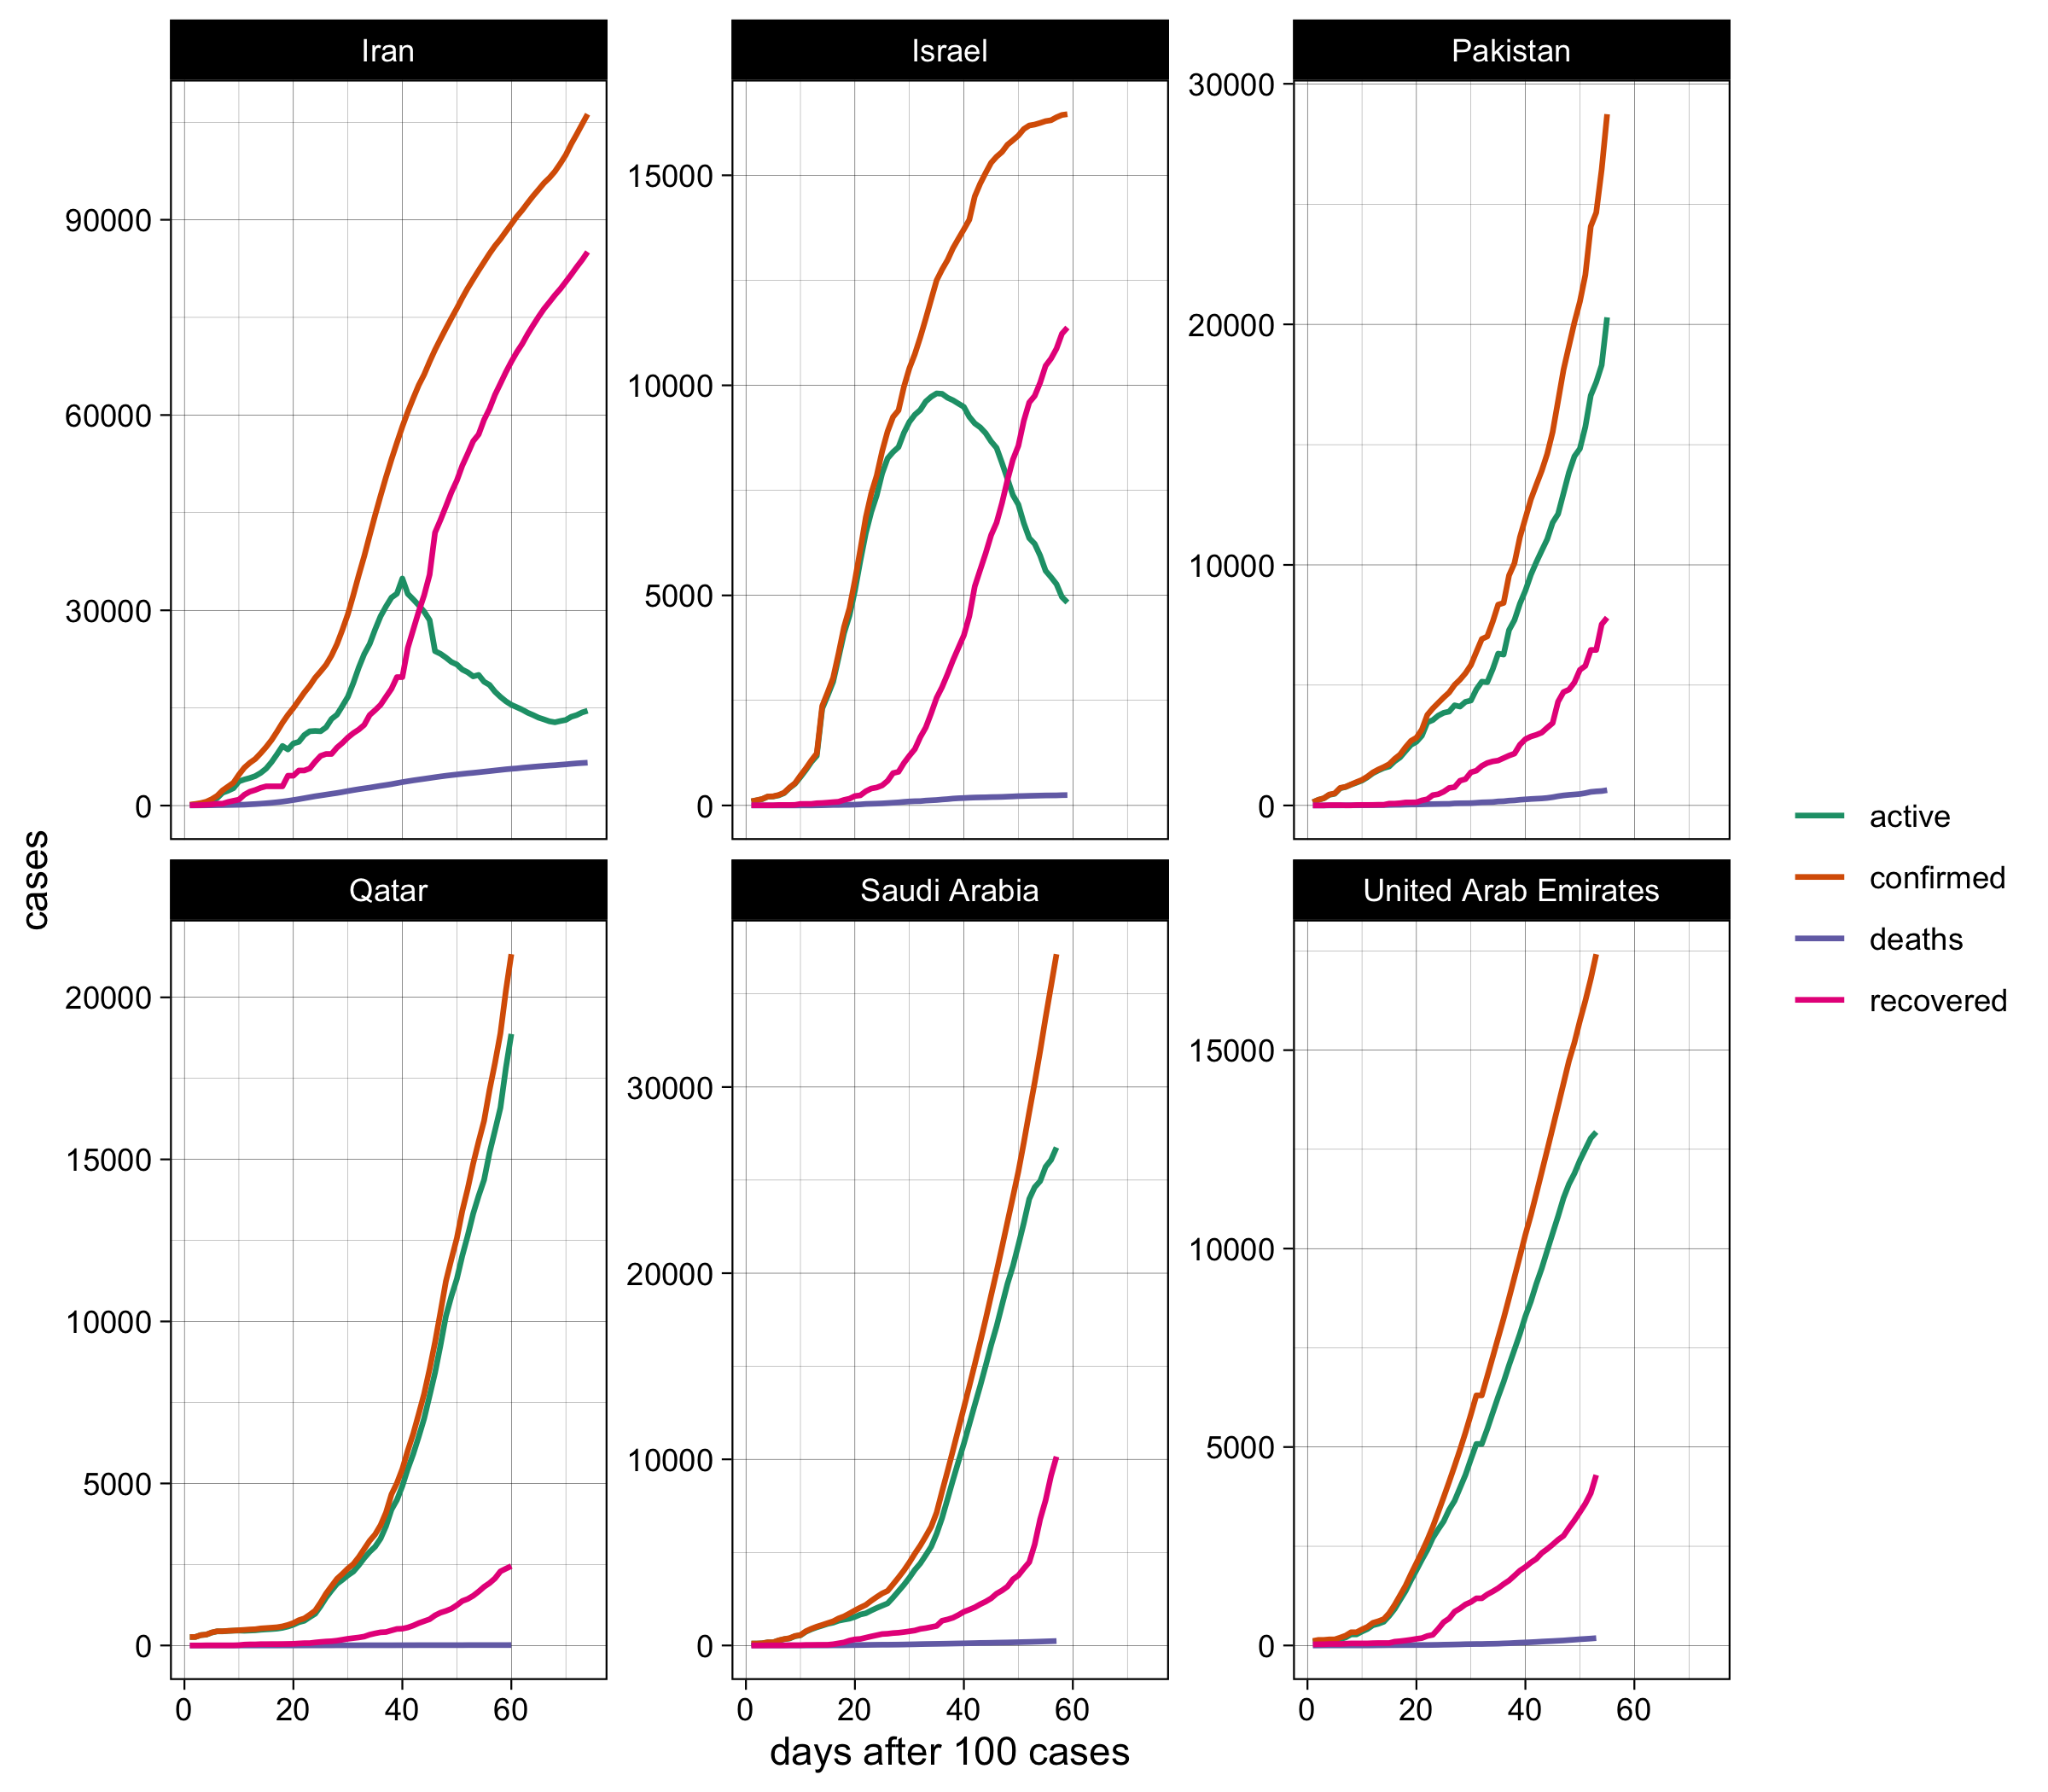 Iran
Israel
Pakistan
90000
60000
30000
0
15000
10000
5000
0
30000
20000
10000
0
Qatar
Saudi Arabia
United Arab Emirates
20000
15000
10000
5000
0
30000
20000
10000
0
15000
10000
5000
0
0 20 40 60
0 20 40 60
0 20 40 60
days after 100 cases
cases
active
confirmed
deaths
recovered